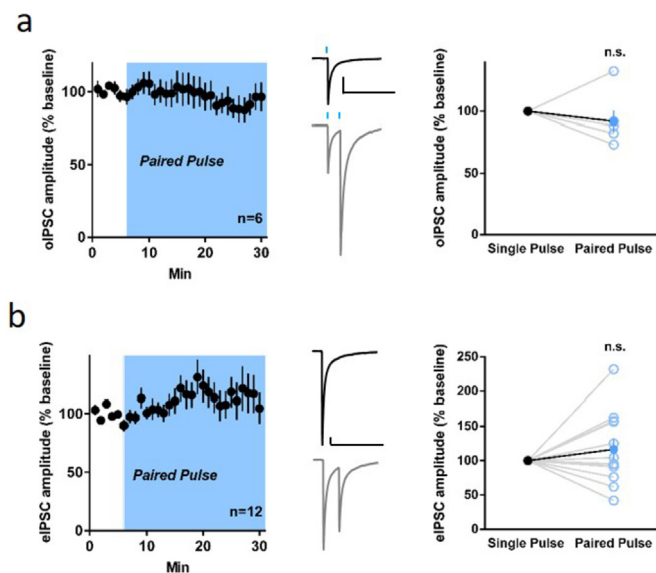 a
oIPSC amplitude (% baseline)
100
50
0
0
10
20
30
Min
Paired Pulse
n=6
oIPSC amplitude (% baseline)
150
100
50
0
n.s.
Single Pulse
Paired Pulse
b
eIPSC amplitude (% baseline)
100
50
0
0
10
20
30
Min
Paired Pulse
n=12
eIPSC amplitude (% baseline)
250
200
150
100
50
0
n.s.
Single Pulse
Paired Pulse